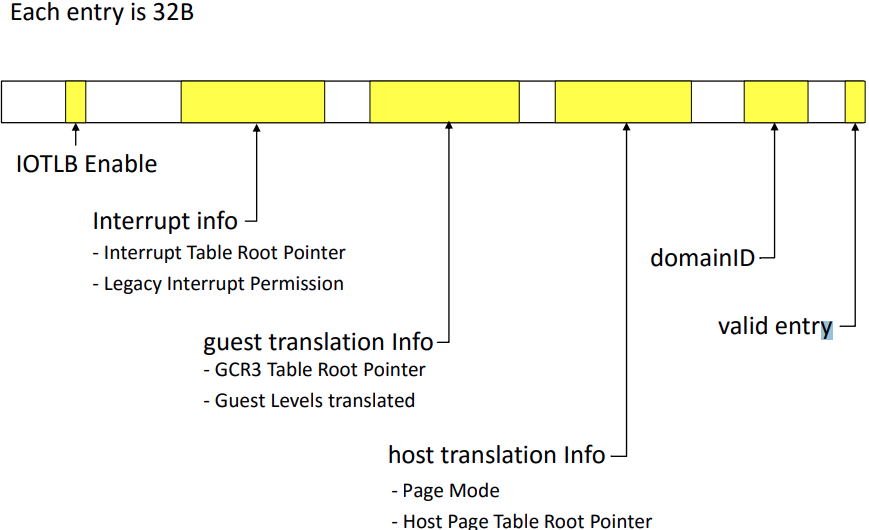 Each entry is 32B
IOTLB Enable
Interrupt info
- Interrupt Table Root Pointer
- Legacy Interrupt Permission
domainID
valid entry
guest translation Info
- GCR3 Table Root Pointer
- Guest Levels translated
host translation Info
- Page Mode
- Host Page Table Root Pointer